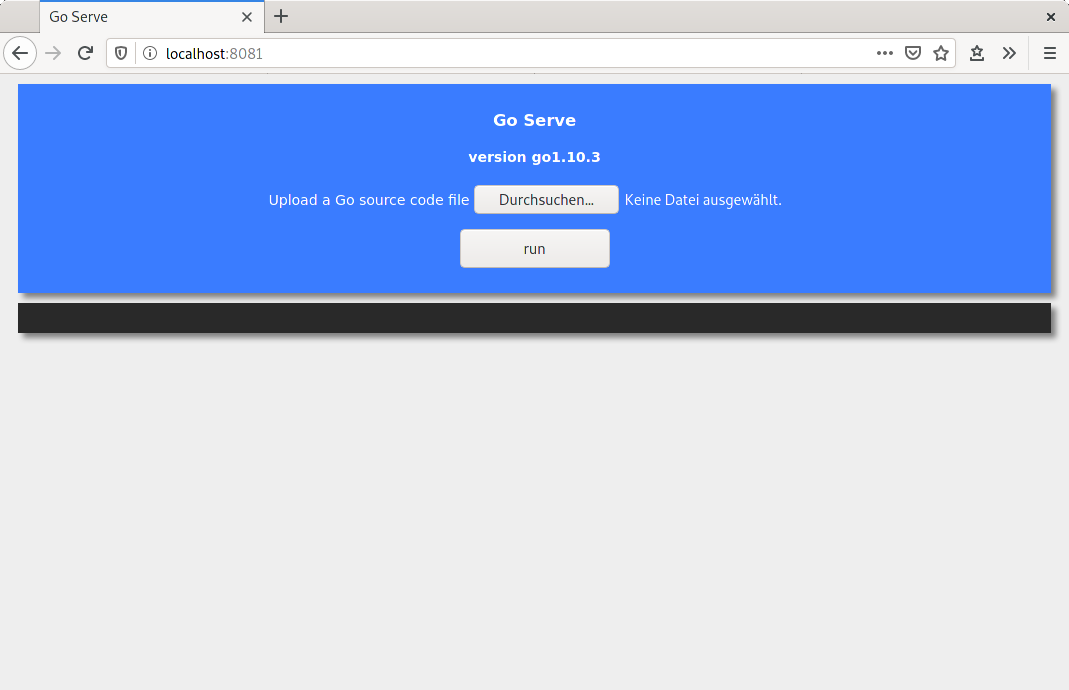 Go Serve
localhost:8081
Go Serve
version go1.10.3
Upload a Go source code file Durchsuchen... Keine Datei ausgewählt.
run